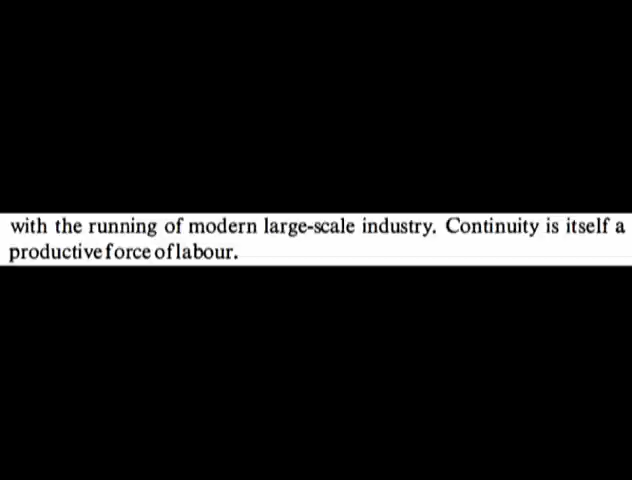 with the running of modern large-scale industry. Continuity is itself a
productive force of labour.